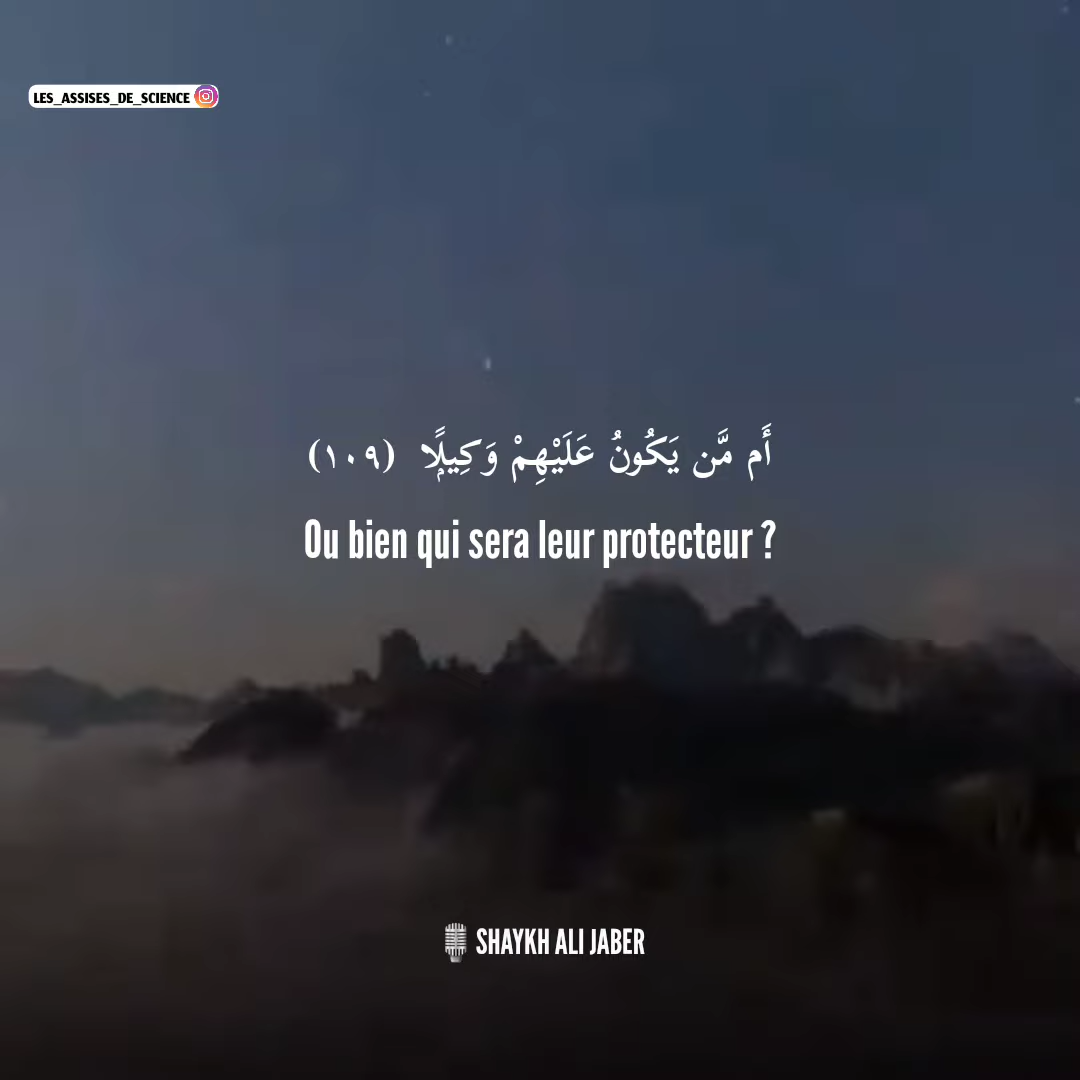 LES_ASSISES_DE_SCIENCE
أَم مَّن يَكُونُ عَلَيْهِمْ وَكِيلًۭا (١٠٩)
Ou bien qui sera leur protecteur ?
SHAYKH ALI JABER